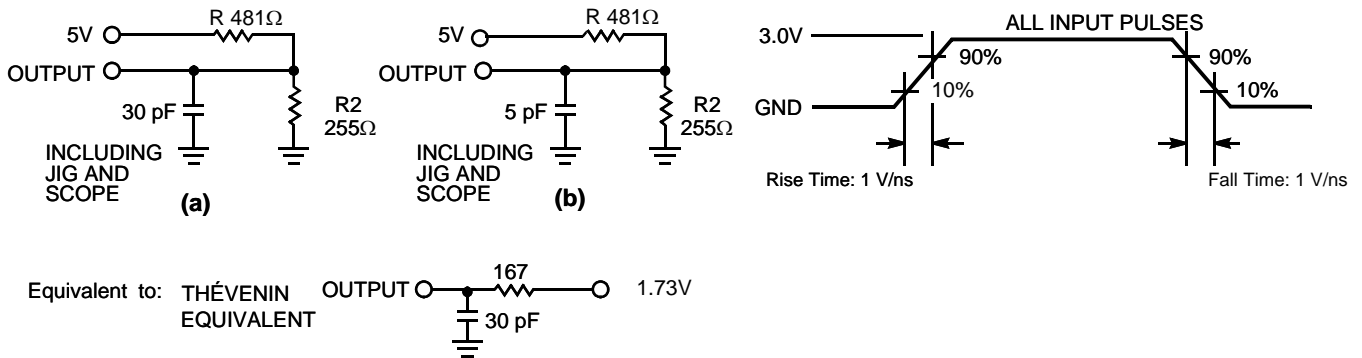 R 481Ω
5V
OUTPUT
30 pF
R2
255Ω
INCLUDING
JIG AND
SCOPE
(a)
R 481Ω
5V
OUTPUT
5 pF
R2
255Ω
INCLUDING
JIG AND
SCOPE
(b)
ALL INPUT PULSES
3.0V
90%
10%
GND
90%
10%
Rise Time: 1 V/ns
Fall Time: 1 V/ns
Equivalent to: THÉVENIN
EQUIVALENT
OUTPUT
167
1.73V
30 pF